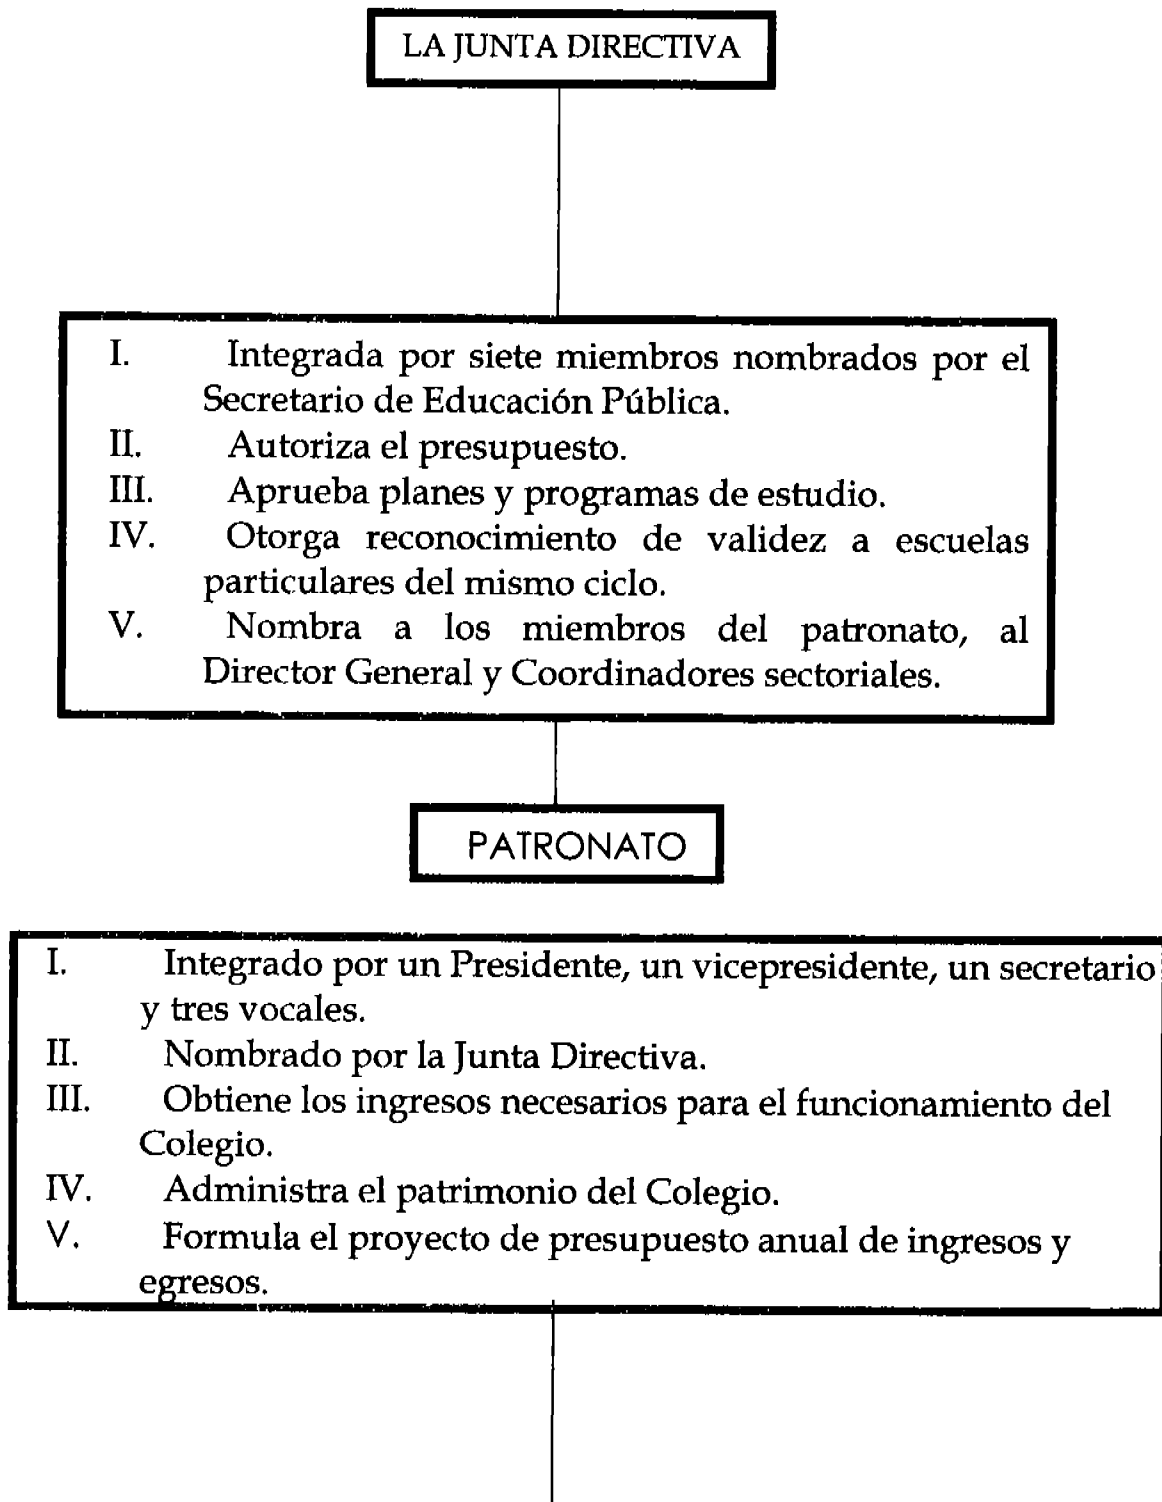 LA JUNTA DIRECTIVA
I. Integrada por siete miembros nombrados por el
Secretario de Educación Pública.
II. Autoriza el presupuesto.
III. Aprueba planes y programas de estudio.
IV. Otorga reconocimiento de validez a escuelas
particulares del mismo ciclo.
V. Nombra a los miembros del patronato, al
Director General y Coordinadores sectoriales.
PATRONATO
I. Integrado por un Presidente, un vicepresidente, un secretario
y tres vocales.
II. Nombrado por la Junta Directiva.
III. Obtiene los ingresos necesarios para el funcionamiento del
Colegio.
IV. Administra el patrimonio del Colegio.
V. Formula el proyecto de presupuesto anual de ingresos y
egresos.